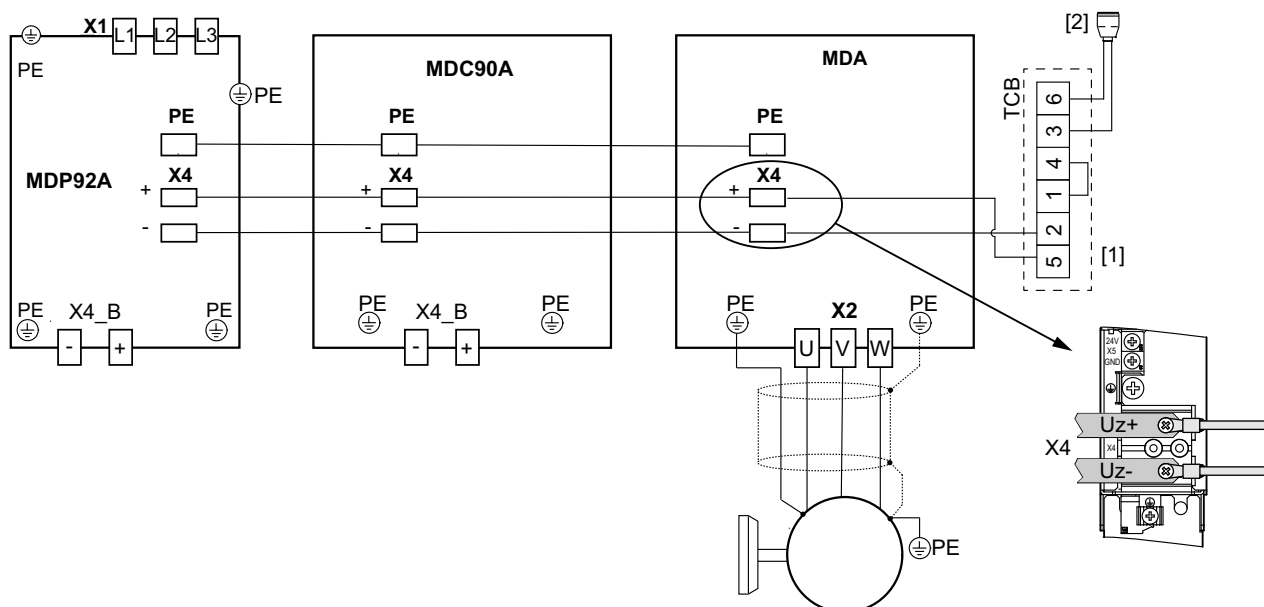 X1 L1 L2 L3
PE
PE
MDP92A
PE
X4
+
-
PE
PE
X4_B
- +
MDC90A
PE
X4
+
-
PE
PE
X4_B
- +
MDA
PE
X4
+
-
PE
PE
X2
U V W
PE
TCB
6
3
4
1
2
5
[2]
[1]
24V
X5
GND
X4
Uz+
X4
Uz-